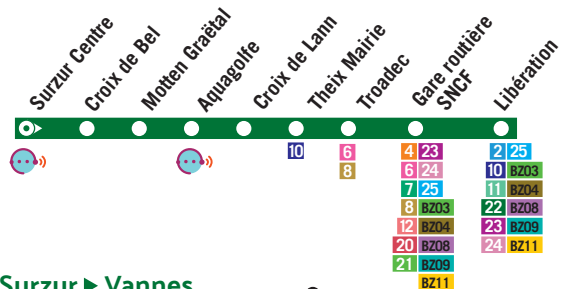 Surzur Centre
Croix de Bel
Motten Graëtal
Aquagolfe
Croix de Lann
Theix Mairie
Troadec
Gare routière
SNCF
Libération
10
6
8
4 23
6 24
7 25
8 BZ03
12 BZ04
20 BZ08
21 BZ09
BZ11
2 25
10 BZ03
11 BZ04
22 BZ08
23 BZ09
24 BZ11
Surzur ▶ Vannes